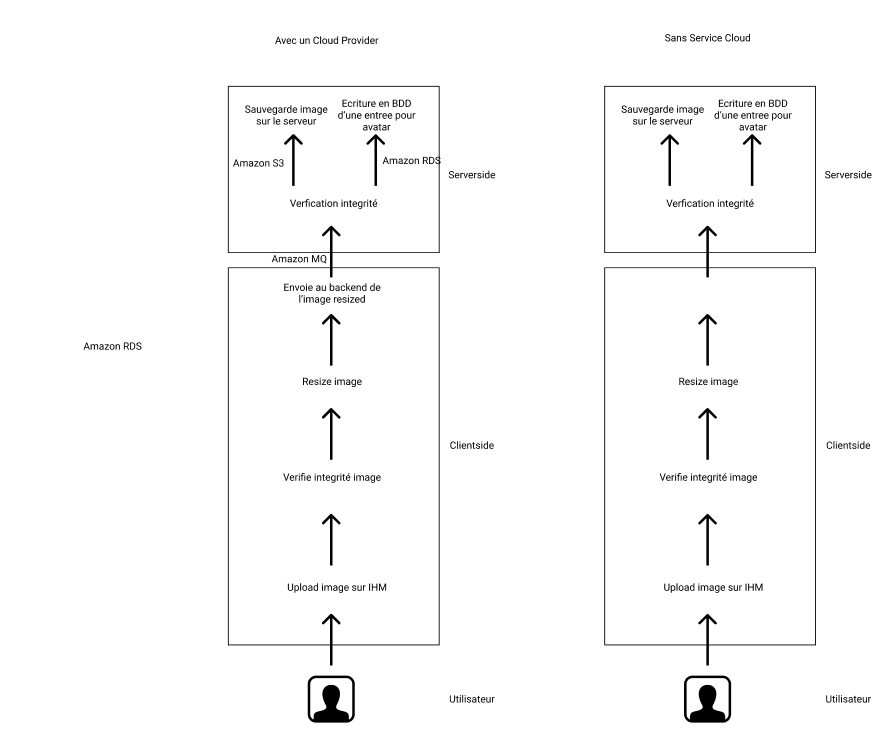 Avec un Cloud Provider
Sans Service Cloud
Sauvegarde image
sur le serveur
Ecriture en BDD
d'une entree pour
avatar
Amazon S3
Amazon RDS
Serverside
Verfication integrité
Amazon MQ
Envoie au backend de
l'image resized
Amazon RDS
Resize image
Clientside
Verifie integrité image
Upload image sur IHM
Utilisateur
Sauvegarde image
sur le serveur
Ecriture en BDD
d'une entree pour
avatar
Serverside
Verfication integrité
Resize image
Clientside
Verifie integrité image
Upload image sur IHM
Utilisateur